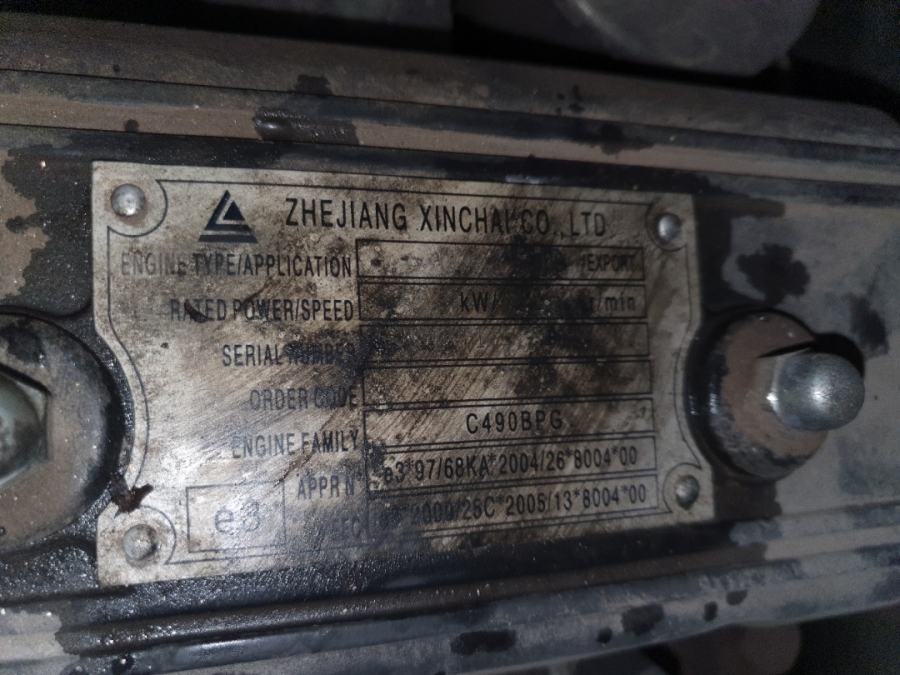 ZHEJIANG XINCHAI CO.,LTD
ENGINE TYPE/APPLICATION /EXPORT
RATED POWER/SPEED kW/ r/min
SERIAL NUMBER
ORDER CODE
ENGINE FAMILY C490BPG
APPR N° e3*97/68KA*2004/26*8004*00
e3 *2000/25C*2005/13*8004*00